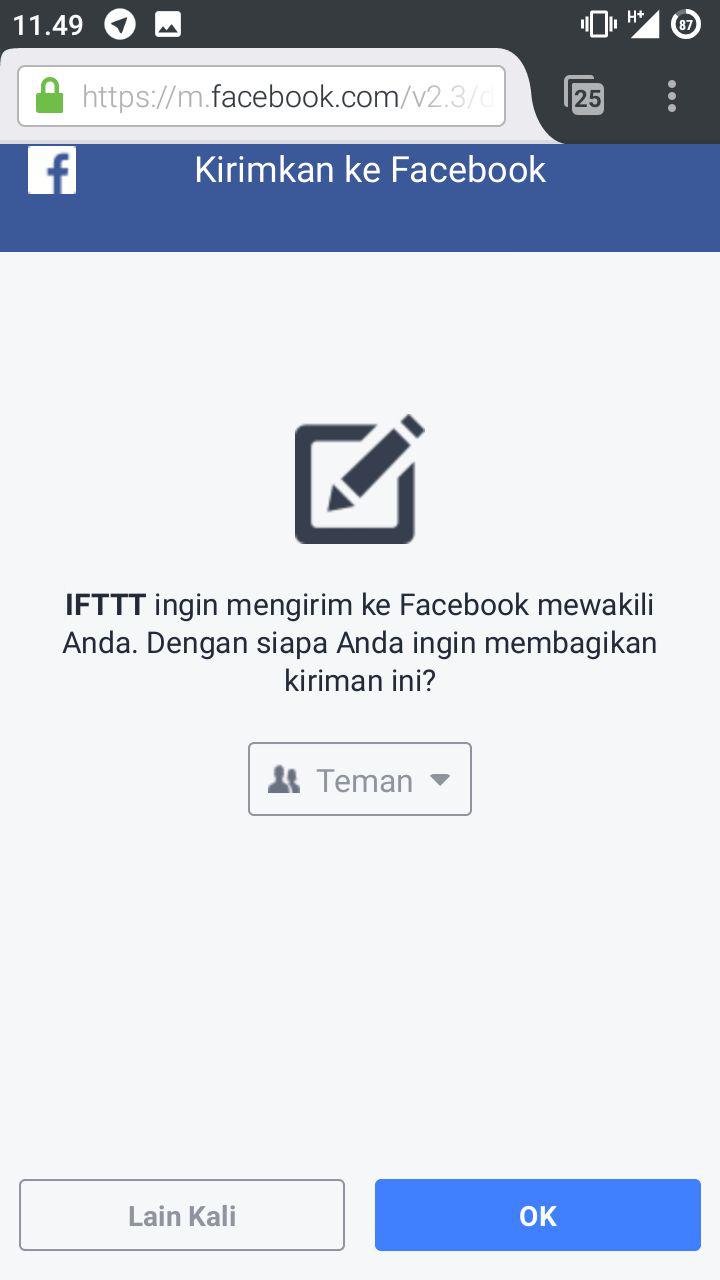 11.49
H+
87
https://m.facebook.com/v2.3/d
25
Kirimkan ke Facebook
IFTTT ingin mengirim ke Facebook mewakili
Anda. Dengan siapa Anda ingin membagikan
kiriman ini?
Teman
Lain Kali
OK